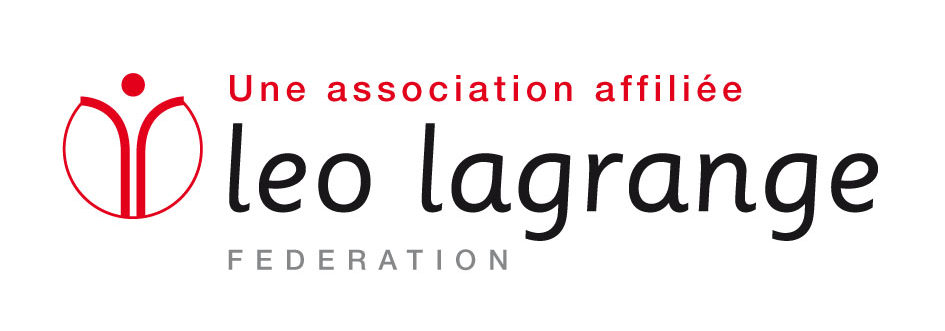 Une association affiliée
leo lagrange
FEDERATION